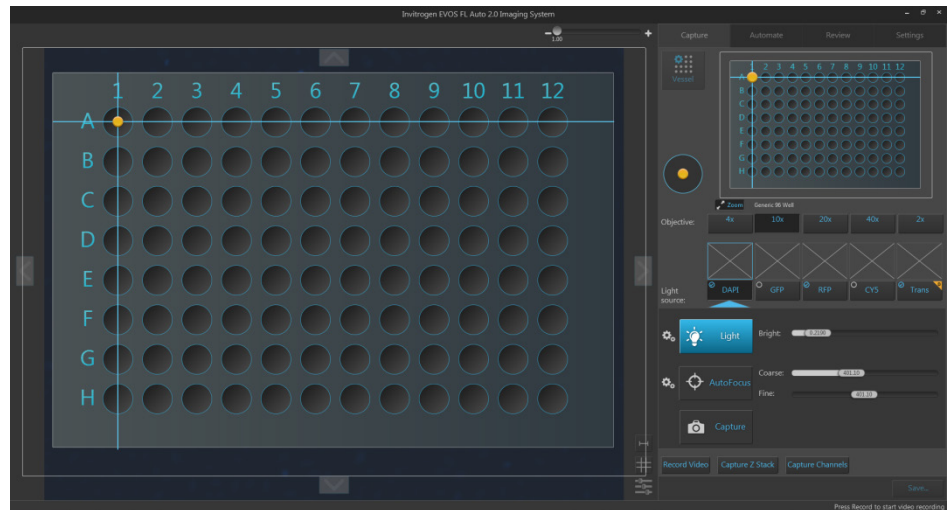 Invitrogen EVOS FL Auto 2.0 Imaging System
1.00
Capture Automate Review Settings
Vessel
1 2 3 4 5 6 7 8 9 10 11 12
A
B
C
D
E
F
G
H
1 2 3 4 5 6 7 8 9 10 11 12
A
B
C
D
E
F
G
H
Zoom Generic 96 Well
Objective: 4x 10x 20x 40x 2x
Light source: DAPI GFP RFP CY5 Trans
Light Bright: 0.2196
AutoFocus Coarse: 401.10
Fine: 401.10
Capture
Record Video Capture Z Stack Capture Channels
Save...
Press Record to start video recording